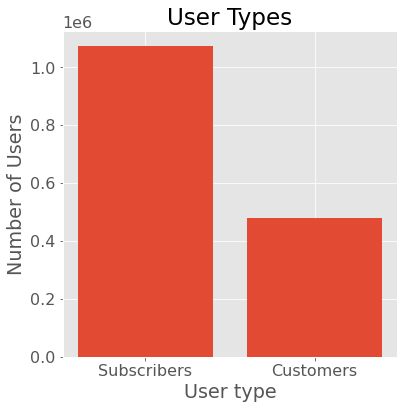 User Types
1e6
Number of Users
1.0
0.8
0.6
0.4
0.2
0.0
Subscribers Customers
User type